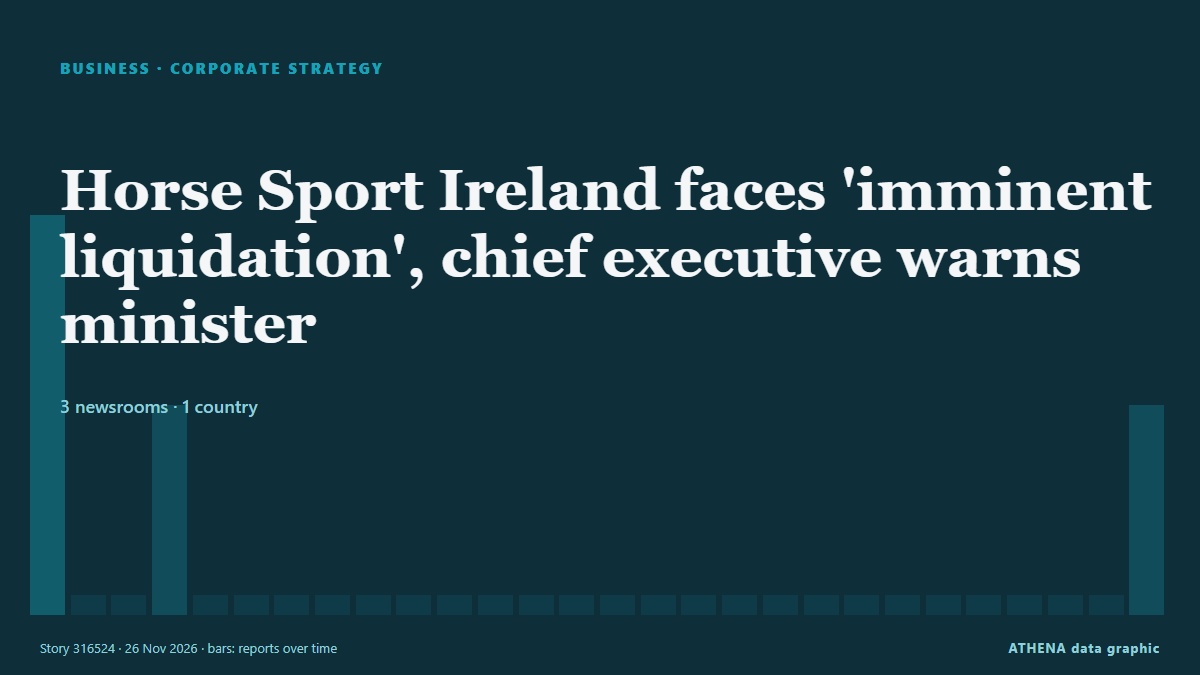 BUSINESS · CORPORATE STRATEGY
Horse Sport Ireland faces 'imminent
liquidation', chief executive warns
minister
3 newsrooms · 1 country
Story 316524 · 26 Nov 2026 · bars: reports over time
ATHENA data graphic